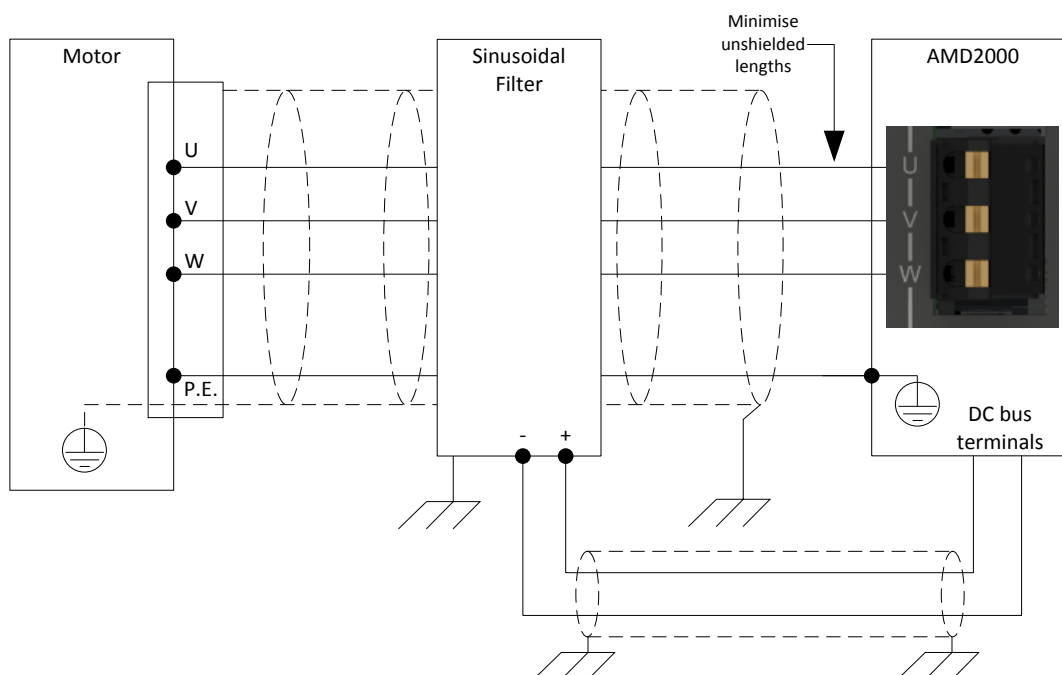 Motor
Sinusoidal
Filter
Minimise
unshielded
lengths
AMD2000
U
V
W
P.E.
U
V
W
-
+
DC bus
terminals